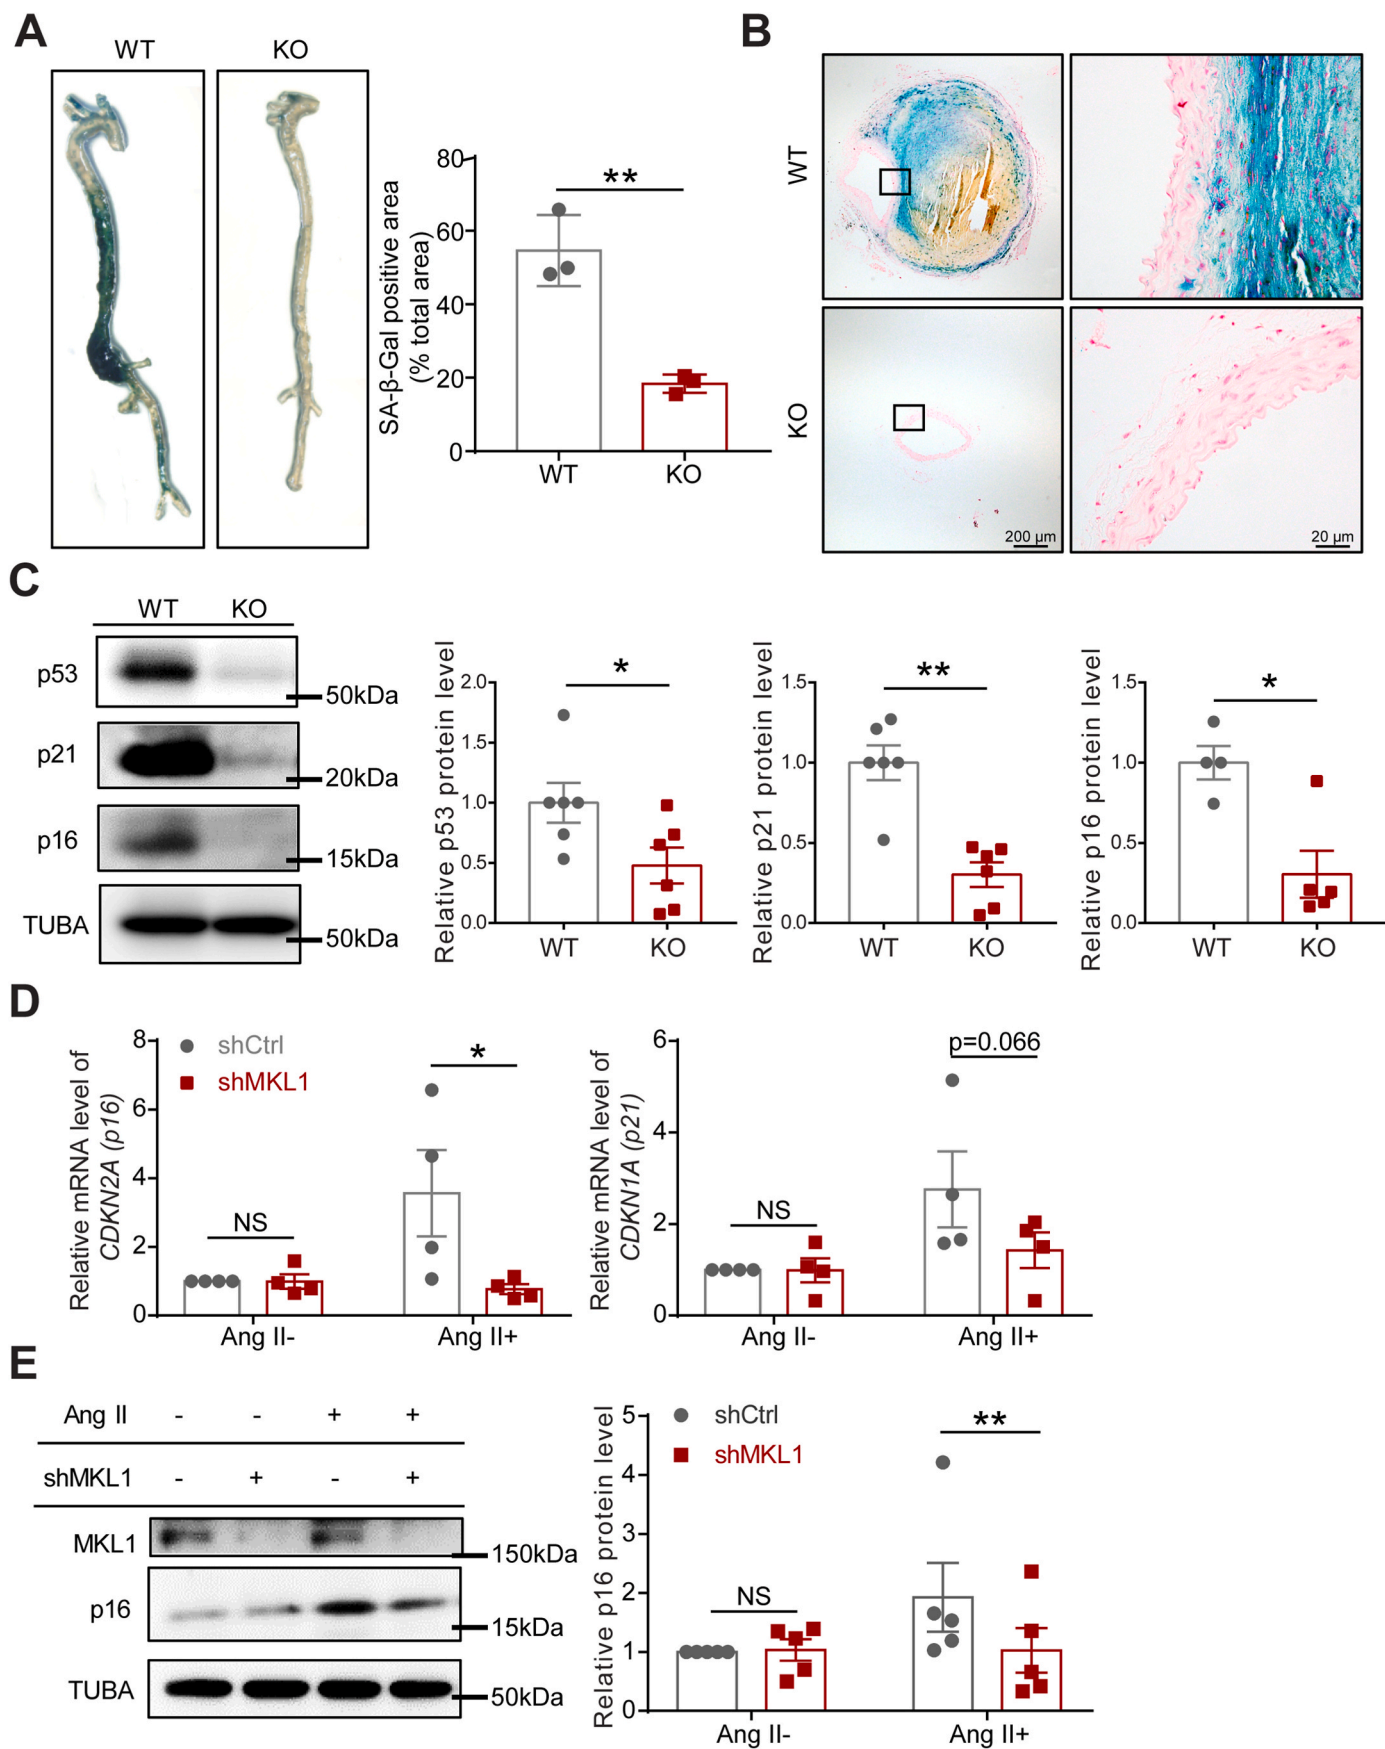 A
WT
KO
SA-β-Gal positive area
(% total area)
80
60
40
20
0
**
WT
KO
B
WT
KO
200 μm
20 μm
C
WT
KO
p53
50kDa
p21
20kDa
p16
15kDa
TUBA
50kDa
Relative p53 protein level
2.0
1.5
1.0
0.5
0.0
*
WT
KO
Relative p21 protein level
1.5
1.0
0.5
0.0
**
WT
KO
Relative p16 protein level
1.5
1.0
0.5
0.0
*
WT
KO
D
Relative mRNA level of
CDKN2A (p16)
8
6
4
2
0
shCtrl
shMKL1
NS
*
Ang II-
Ang II+
Relative mRNA level of
CDKN1A (p21)
6
4
2
0
NS
p=0.066
Ang II-
Ang II+
E
Ang II - - + +
shMKL1 - + - +
MKL1
150kDa
p16
15kDa
TUBA
50kDa
Relative p16 protein level
5
4
3
2
1
0
shCtrl
shMKL1
NS
**
Ang II-
Ang II+